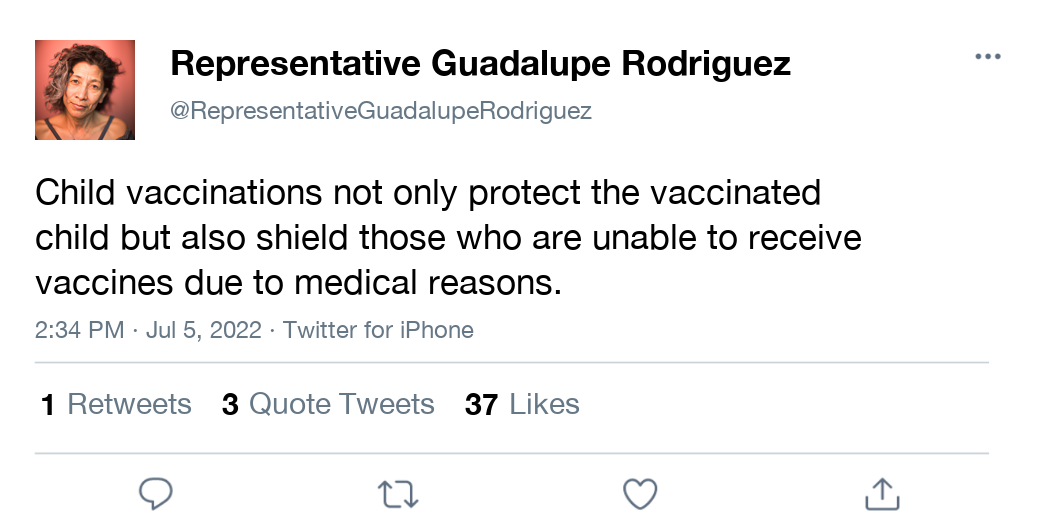 Representative Guadalupe Rodriguez
@RepresentativeGuadalupeRodriguez
Child vaccinations not only protect the vaccinated
child but also shield those who are unable to receive
vaccines due to medical reasons.
2:34 PM · Jul 5, 2022 · Twitter for iPhone
1 Retweets 3 Quote Tweets 37 Likes